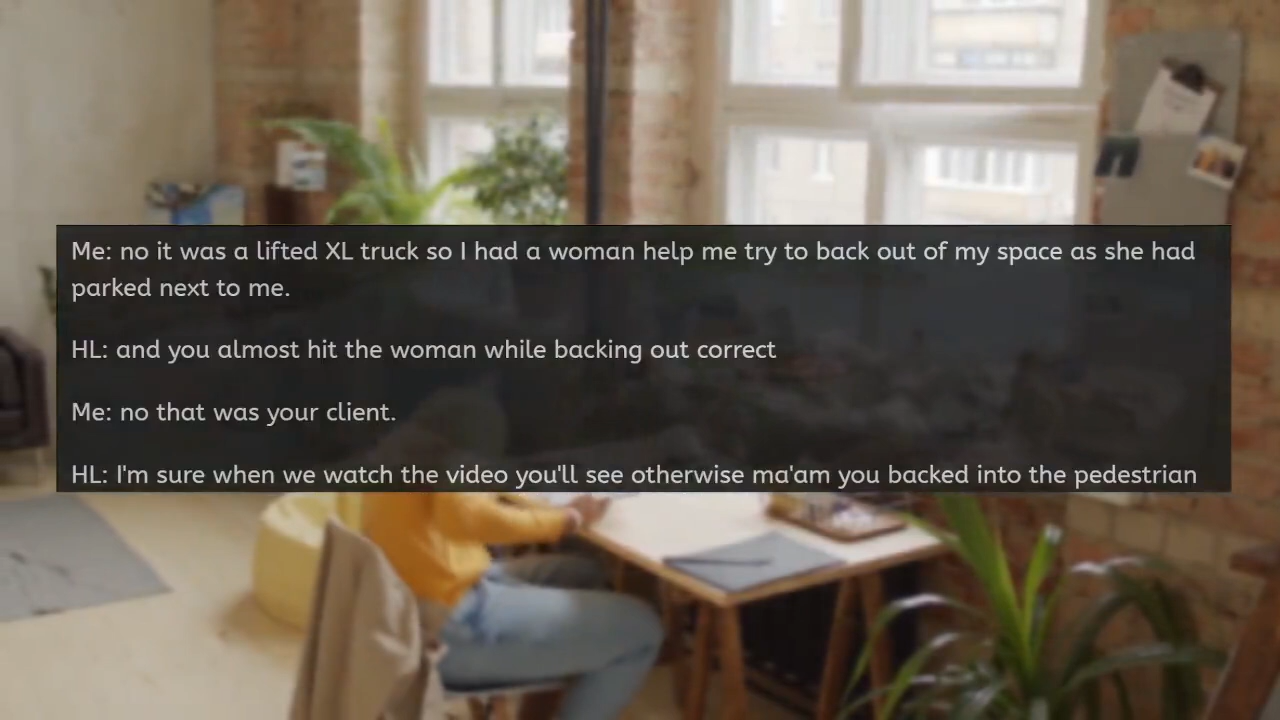 Me: no it was a lifted XL truck so I had a woman help me try to back out of my space as she had
parked next to me.
HL: and you almost hit the woman while backing out correct
Me: no that was your client.
HL: I'm sure when we watch the video you'll see otherwise ma'am you backed into the pedestrian